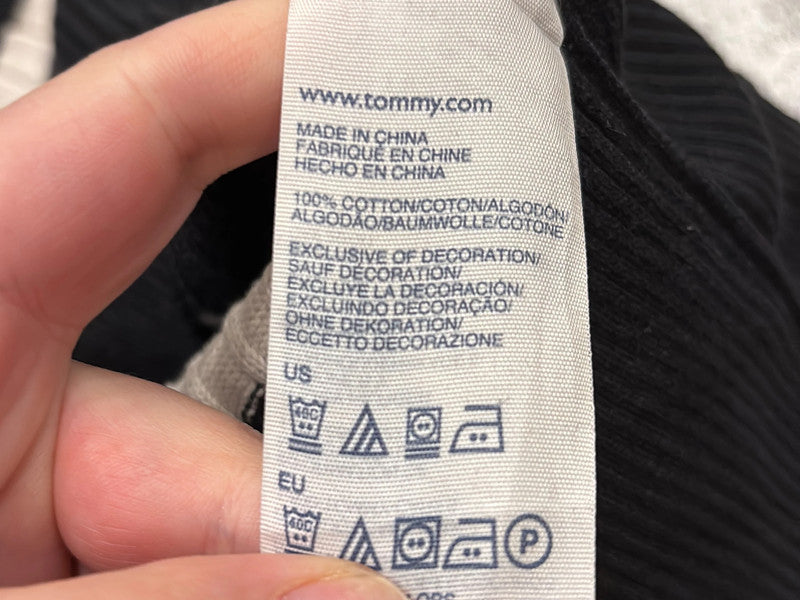 www.tommy.com
MADE IN CHINA
FABRIQUÉ EN CHINE
HECHO EN CHINA
100% COTTON/COTON/ALGODÓN/
ALGODÃO/BAUMWOLLE/COTONE
EXCLUSIVE OF DECORATION/
SAUF DÉCORATION/
EXCLUYE LA DECORACIÓN/
EXCLUINDO DECORAÇÃO/
OHNE DEKORATION/
ECCETTO DECORAZIONE
US
40C
EU
40C P